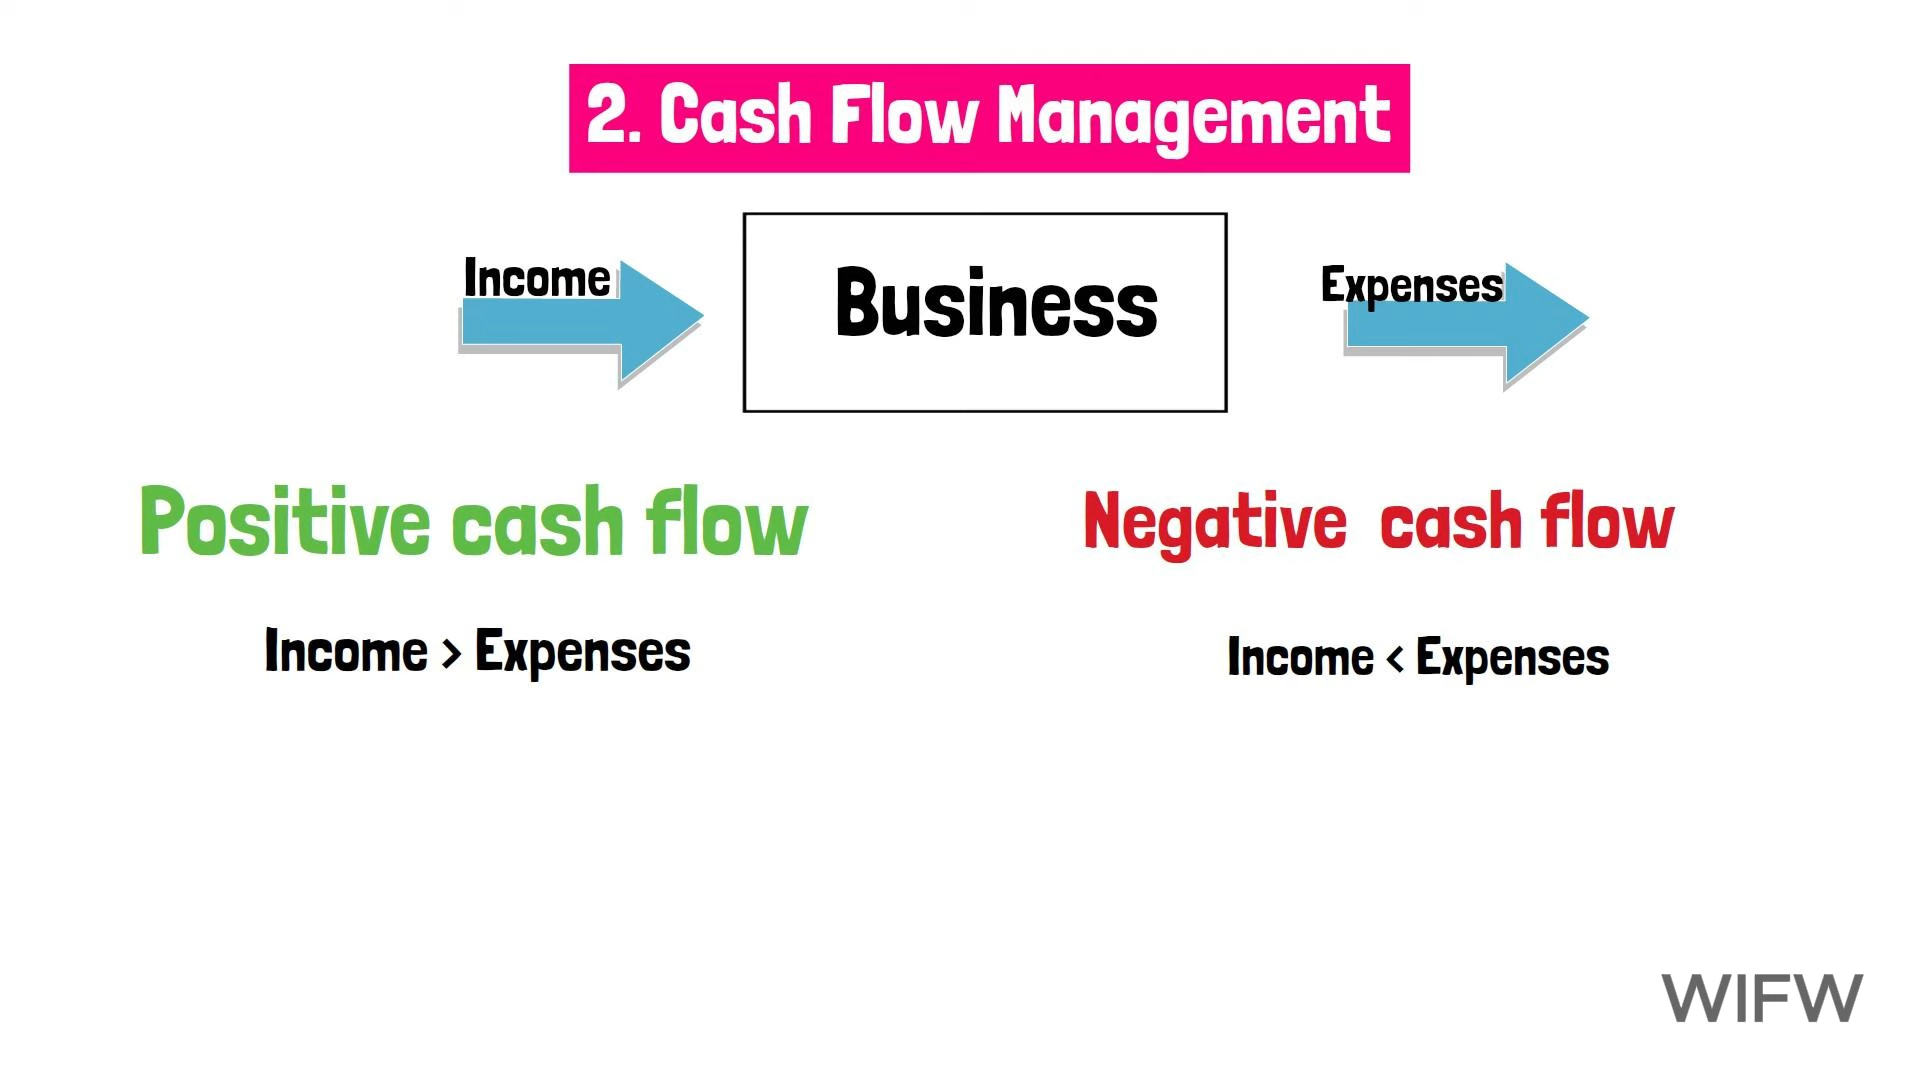 2. Cash Flow Management
Income
Business
Expenses
Positive cash flow
Negative cash flow
Income > Expenses
Income < Expenses
WIFW